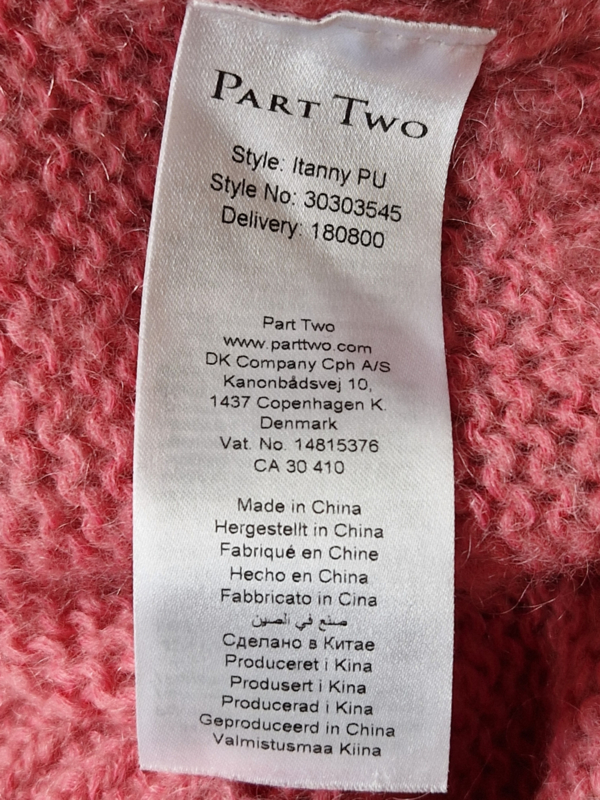 PART TWO
Style: Itanny PU
Style No: 30303545
Delivery: 180800
Part Two
www.parttwo.com
DK Company Cph A/S
Kanonbådsvej 10,
1437 Copenhagen K.
Denmark
Vat. No. 14815376
CA 30 410
Made in China
Hergestellt in China
Fabriqué en Chine
Hecho en China
Fabbricato in Cina
صنع في الصين
Сделано в Китае
Produceret i Kina
Produsert i Kina
Producerad i Kina
Geproduceerd in China
Valmistusmaa Kiina